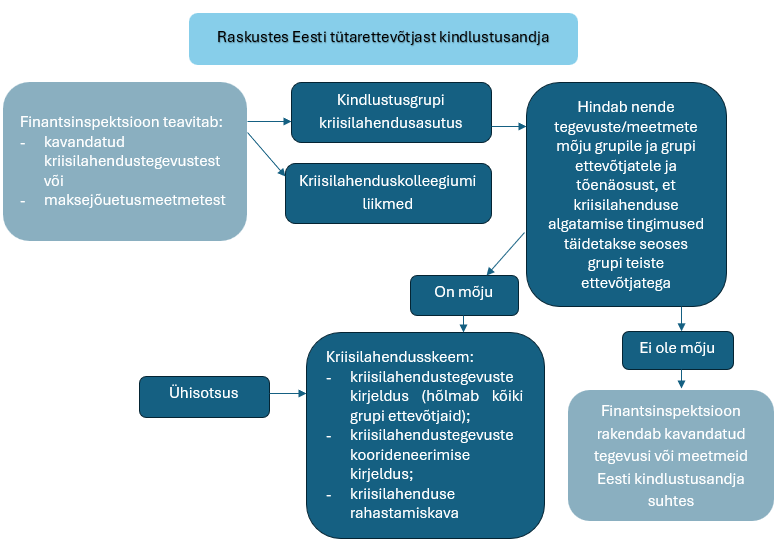 Raskustes Eesti tütarettevõtjast kindlustusandja
Finantsinspektsioon teavitab:
- kavandatud
kriisilahendustegevustest
või
- maksejõuetusmeetmetest
Kindlustusgrupi
kriisilahendusasutus
Kriisilahenduskolleegiumi
liikmed
Hindab nende
tegevuste/meetmete
mõju grupile ja grupi
ettevõtjatele ja
tõenäosust, et
kriisilahenduse
algatamise tingimused
täidetakse seoses
grupi teiste
ettevõtjatega
On mõju
Ei ole mõju
Ühisotsus
Kriisilahendusskeem:
- kriisilahendustegevuste
kirjeldus (hõlmab kõiki
grupi ettevõtjaid);
- kriisilahendustegevuste
koorideneerimise
kirjeldus;
- kriisilahenduse
rahastamiskava
Finantsinspektsioon
rakendab kavandatud
tegevusi või meetmeid
Eesti kindlustusandja
suhtes